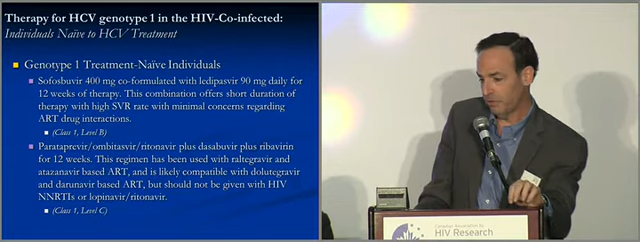 Therapy for HCV genotype 1 in the HIV-Co-infected:
Individuals Naïve to HCV Treatment
Genotype 1 Treatment-Naïve Individuals
Sofosbuvir 400 mg co-formulated with ledipasvir 90 mg daily for
12 weeks of therapy. This combination offers short duration of
therapy with high SVR rate with minimal concerns regarding
ART drug interactions.
(Class 1, Level B)
Parataprevir/ombitasvir/ritonavir plus dasabuvir plus ribavirin
for 12 weeks. This regimen has been used with raltegravir and
atazanavir based ART, and is likely compatible with dolutegravir
and darunavir based ART, but should not be given with HIV
NNRTIs or lopinavir/ritonavir.
(Class 1, Level C)
Canadian Association for
HIV Research